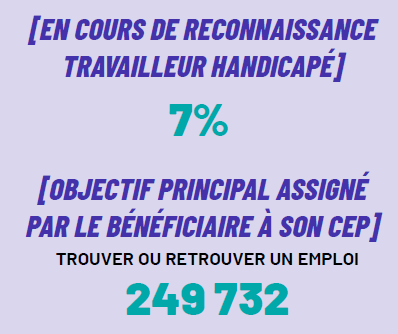 [EN COURS DE RECONNAISSANCE
TRAVAILLEUR HANDICAPÉ]
7%
[OBJECTIF PRINCIPAL ASSIGNÉ
PAR LE BÉNÉFICIAIRE À SON CEP]
TROUVER OU RETROUVER UN EMPLOI
249 732